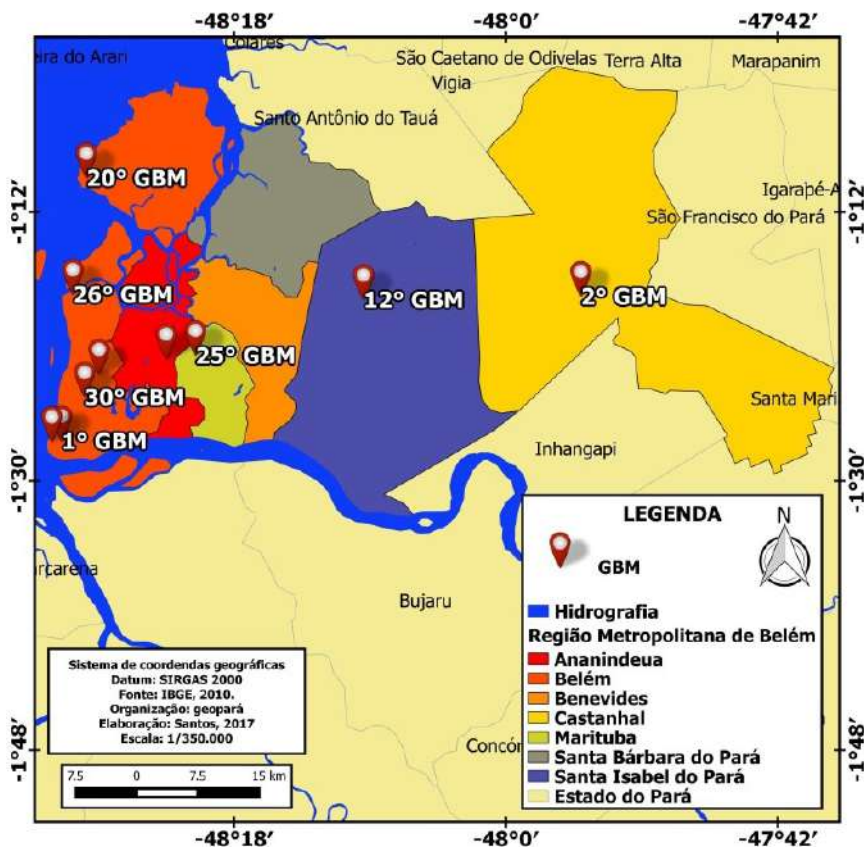 -48°18′ -48°0′ -47°42′
Colares
eira do Arari
São Caetano de Odivelas
Terra Alta
Marapanim
Vigia
Santo Antônio do Tauá
20° GBM
-1°12′
-1°12′
Igarapé-A
São Francisco do Pará
26° GBM
12° GBM
2° GBM
25° GBM
30° GBM
Santa Mari
1° GBM
Inhangapi
-1°30′
-1°30′
rcarena
Bujaru
Concór
LEGENDA
N
GBM
Hidrografia
Região Metropolitana de Belém
Ananindeua
Belém
Benevides
Castanhal
Marituba
Santa Bárbara do Pará
Santa Isabel do Pará
Estado do Pará
Sistema de coordendas geográficas
Datum: SIRGAS 2000
Fonte: IBGE, 2010.
Organização: geopará
Elaboração: Santos, 2017
Escala: 1/350.000
7.5 0 7.5 15 km
-1°48′
-1°48′
-48°18′ -48°0′ -47°42′